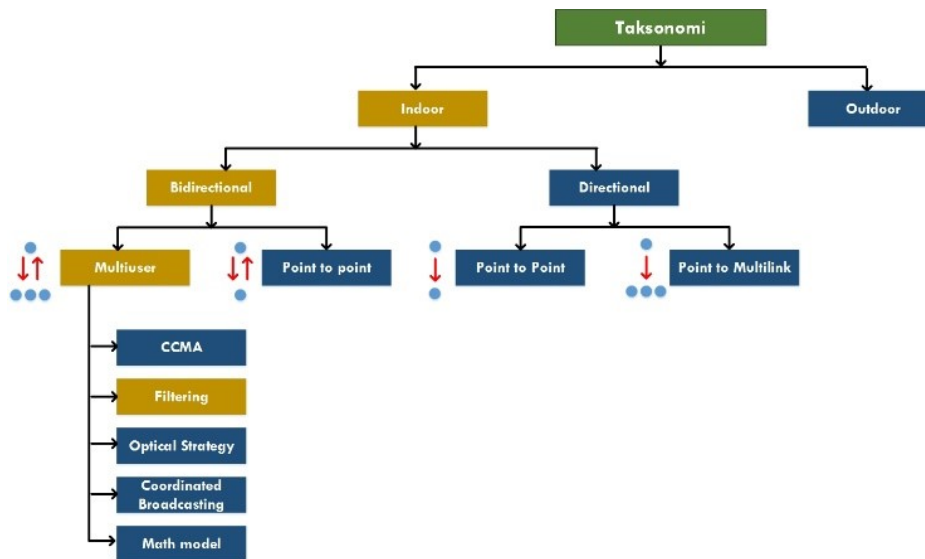 Taksonomi
Indoor
Outdoor
Bidirectional
Directional
Multiuser
Point to point
Point to Point
Point to Multilink
CCMA
Filtering
Optical Strategy
Coordinated
Broadcasting
Math model